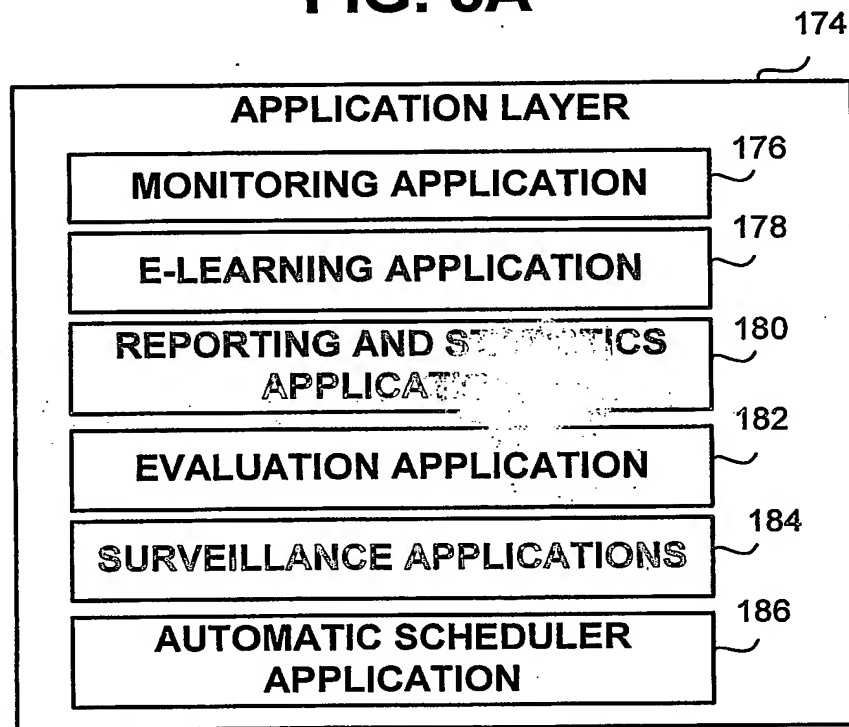 174
APPLICATION LAYER
176
MONITORING APPLICATION
178
E-LEARNING APPLICATION
180
REPORTING AND
182
EVALUATION APPLICATION
184
SURVEILLANCE APPLICATIONS
186
AUTOMATIC SCHEDULER
APPLICATION